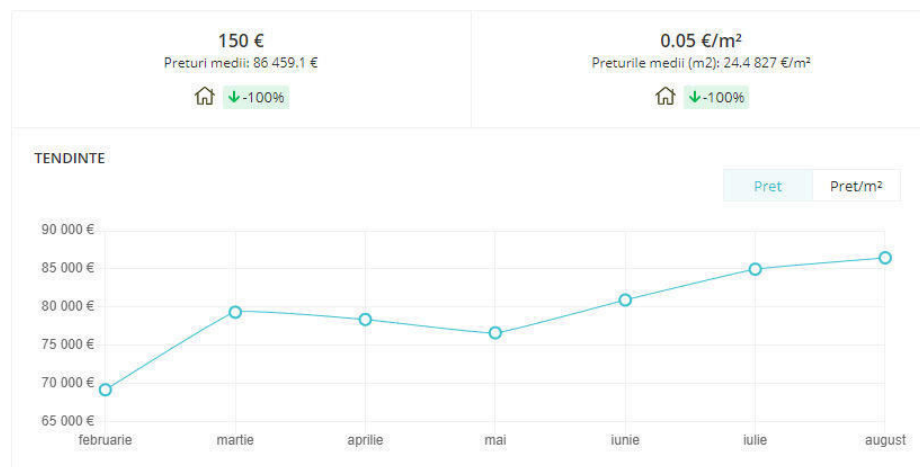 150 €
Preturi medii: 86 459.1 €
-100%
0.05 €/m²
Preturile medii (m2): 24.4 827 €/m²
-100%
TENDINTE
Pret
Pret/m²
90 000 €
85 000 €
80 000 €
75 000 €
70 000 €
65 000 €
februarie martie aprilie mai iunie iulie august